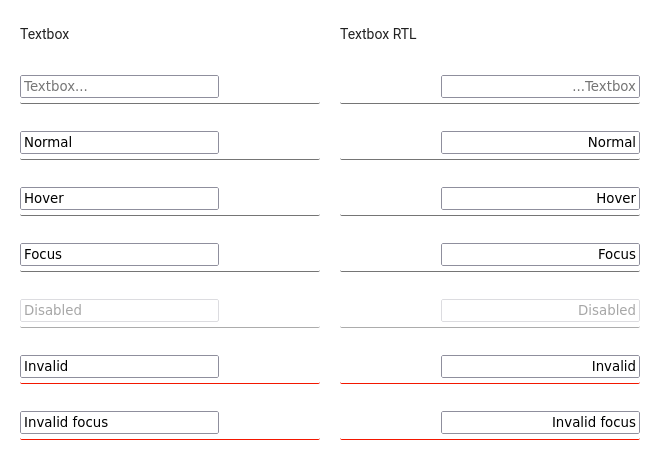 Textbox
Textbox RTL
Textbox...
...Textbox
Normal
Normal
Hover
Hover
Focus
Focus
Disabled
Disabled
Invalid
Invalid
Invalid focus
Invalid focus